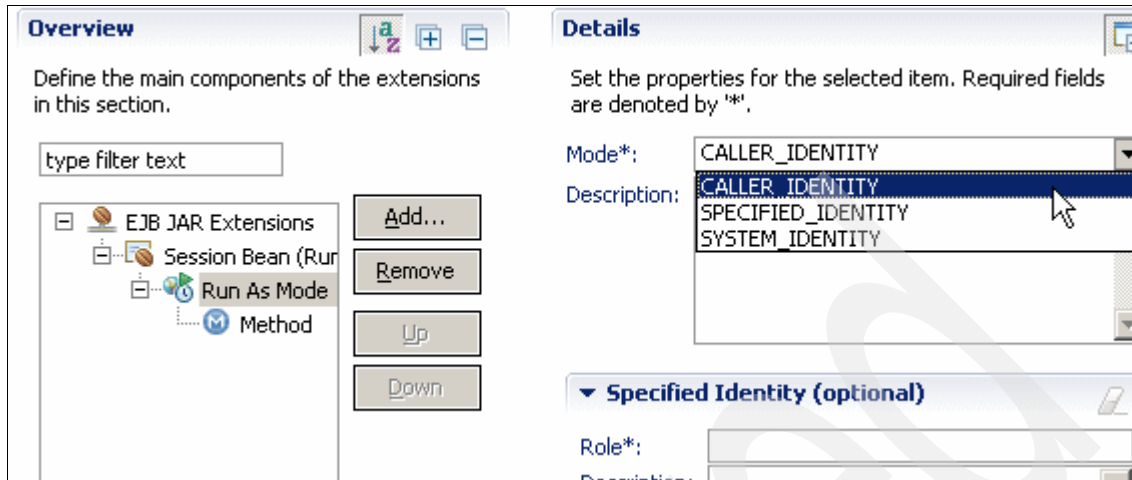 Overview
Define the main components of the extensions
in this section.
type filter text
EJB JAR Extensions
Session Bean (Rur
Run As Mode
Method
Add...
Remove
Up
Down
Details
Set the properties for the selected item. Required fields
are denoted by '*'.
Mode*: CALLER_IDENTITY
Description:
CALLER_IDENTITY
SPECIFIED_IDENTITY
SYSTEM_IDENTITY
Specified Identity (optional)
Role*:
Description: